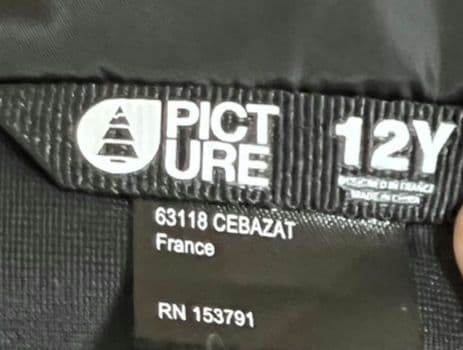 PICT
URE
12Y
DESIGNED IN FRANCE
MADE IN CHINA
63118 CEBAZAT
France
RN 153791